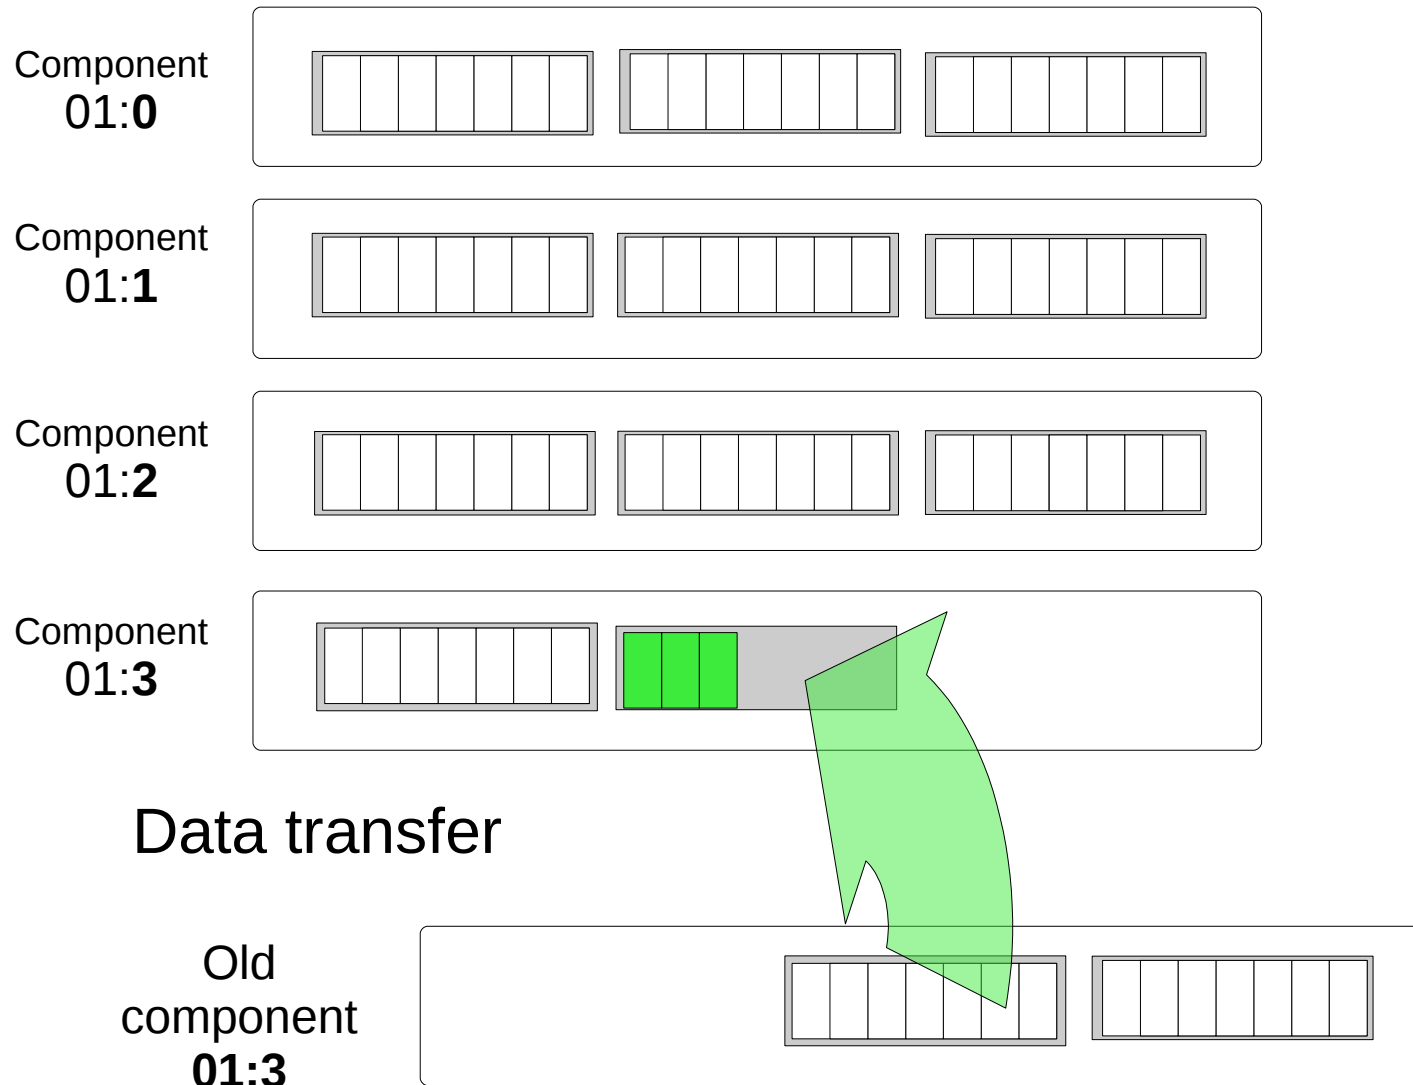 Component
01:0
Component
01:1
Component
01:2
Component
01:3
Data transfer
Old
component
01:3